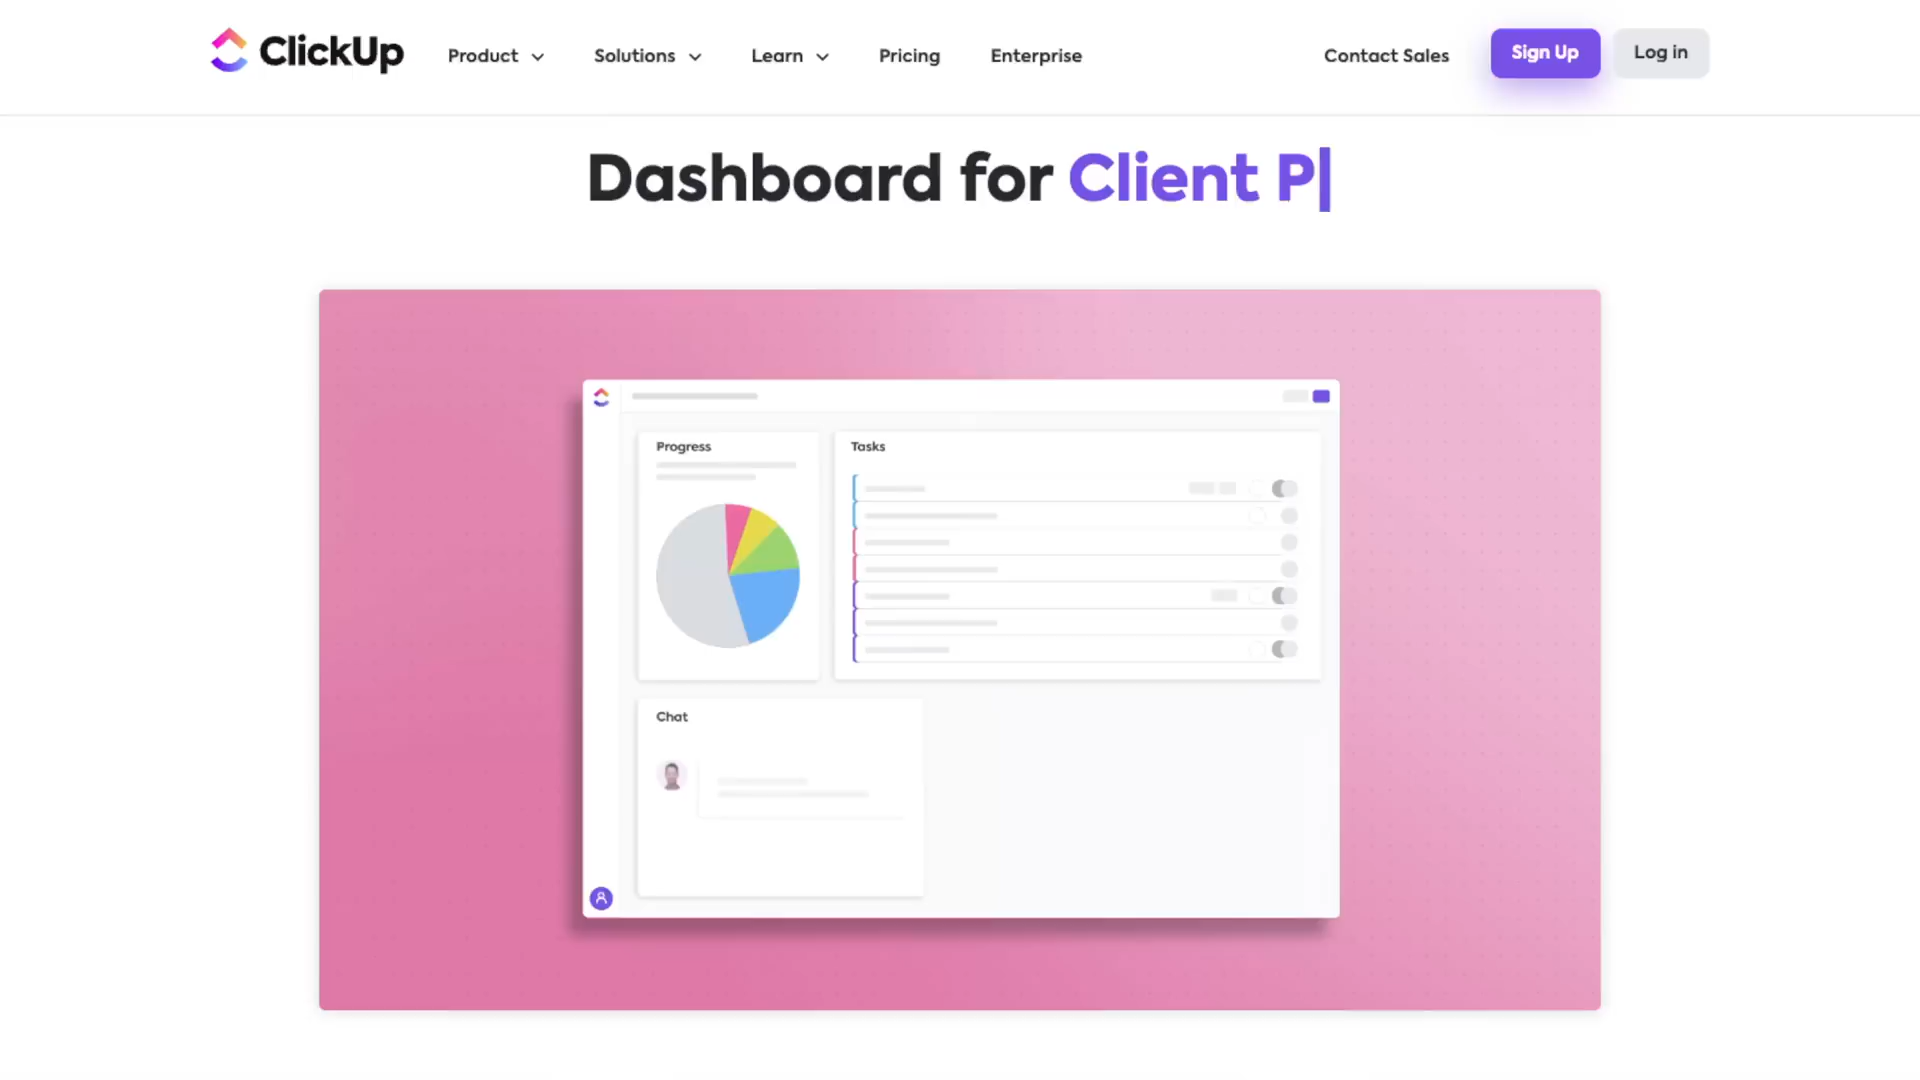 ClickUp Product Solutions Learn Pricing Enterprise Contact Sales Sign Up Log in
Dashboard for Client P
Progress
Tasks
Chat